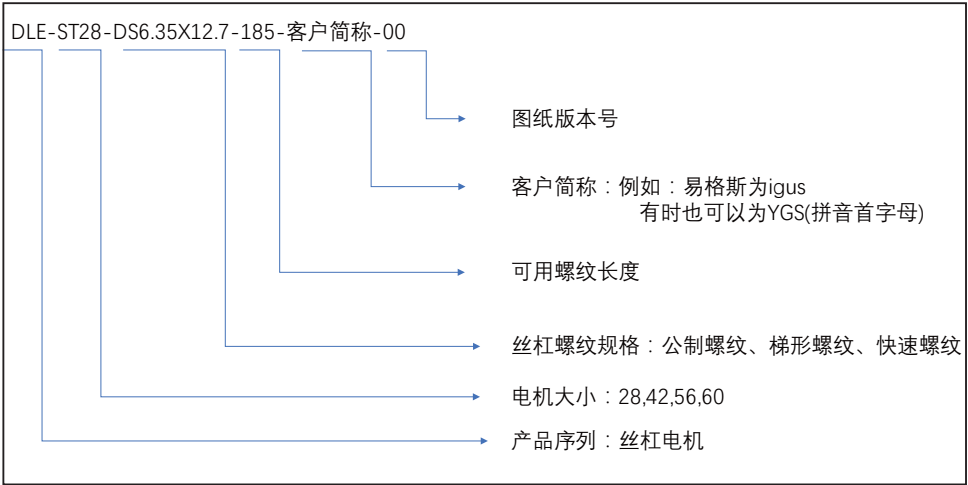 DLE-ST28-DS6.35X12.7-185-客户简称-00
图纸版本号
客户简称：例如：易格斯为igus
有时也可以为YGS(拼音首字母)
可用螺纹长度
丝杠螺纹规格：公制螺纹、梯形螺纹、快速螺纹
电机大小：28,42,56,60
产品序列：丝杠电机